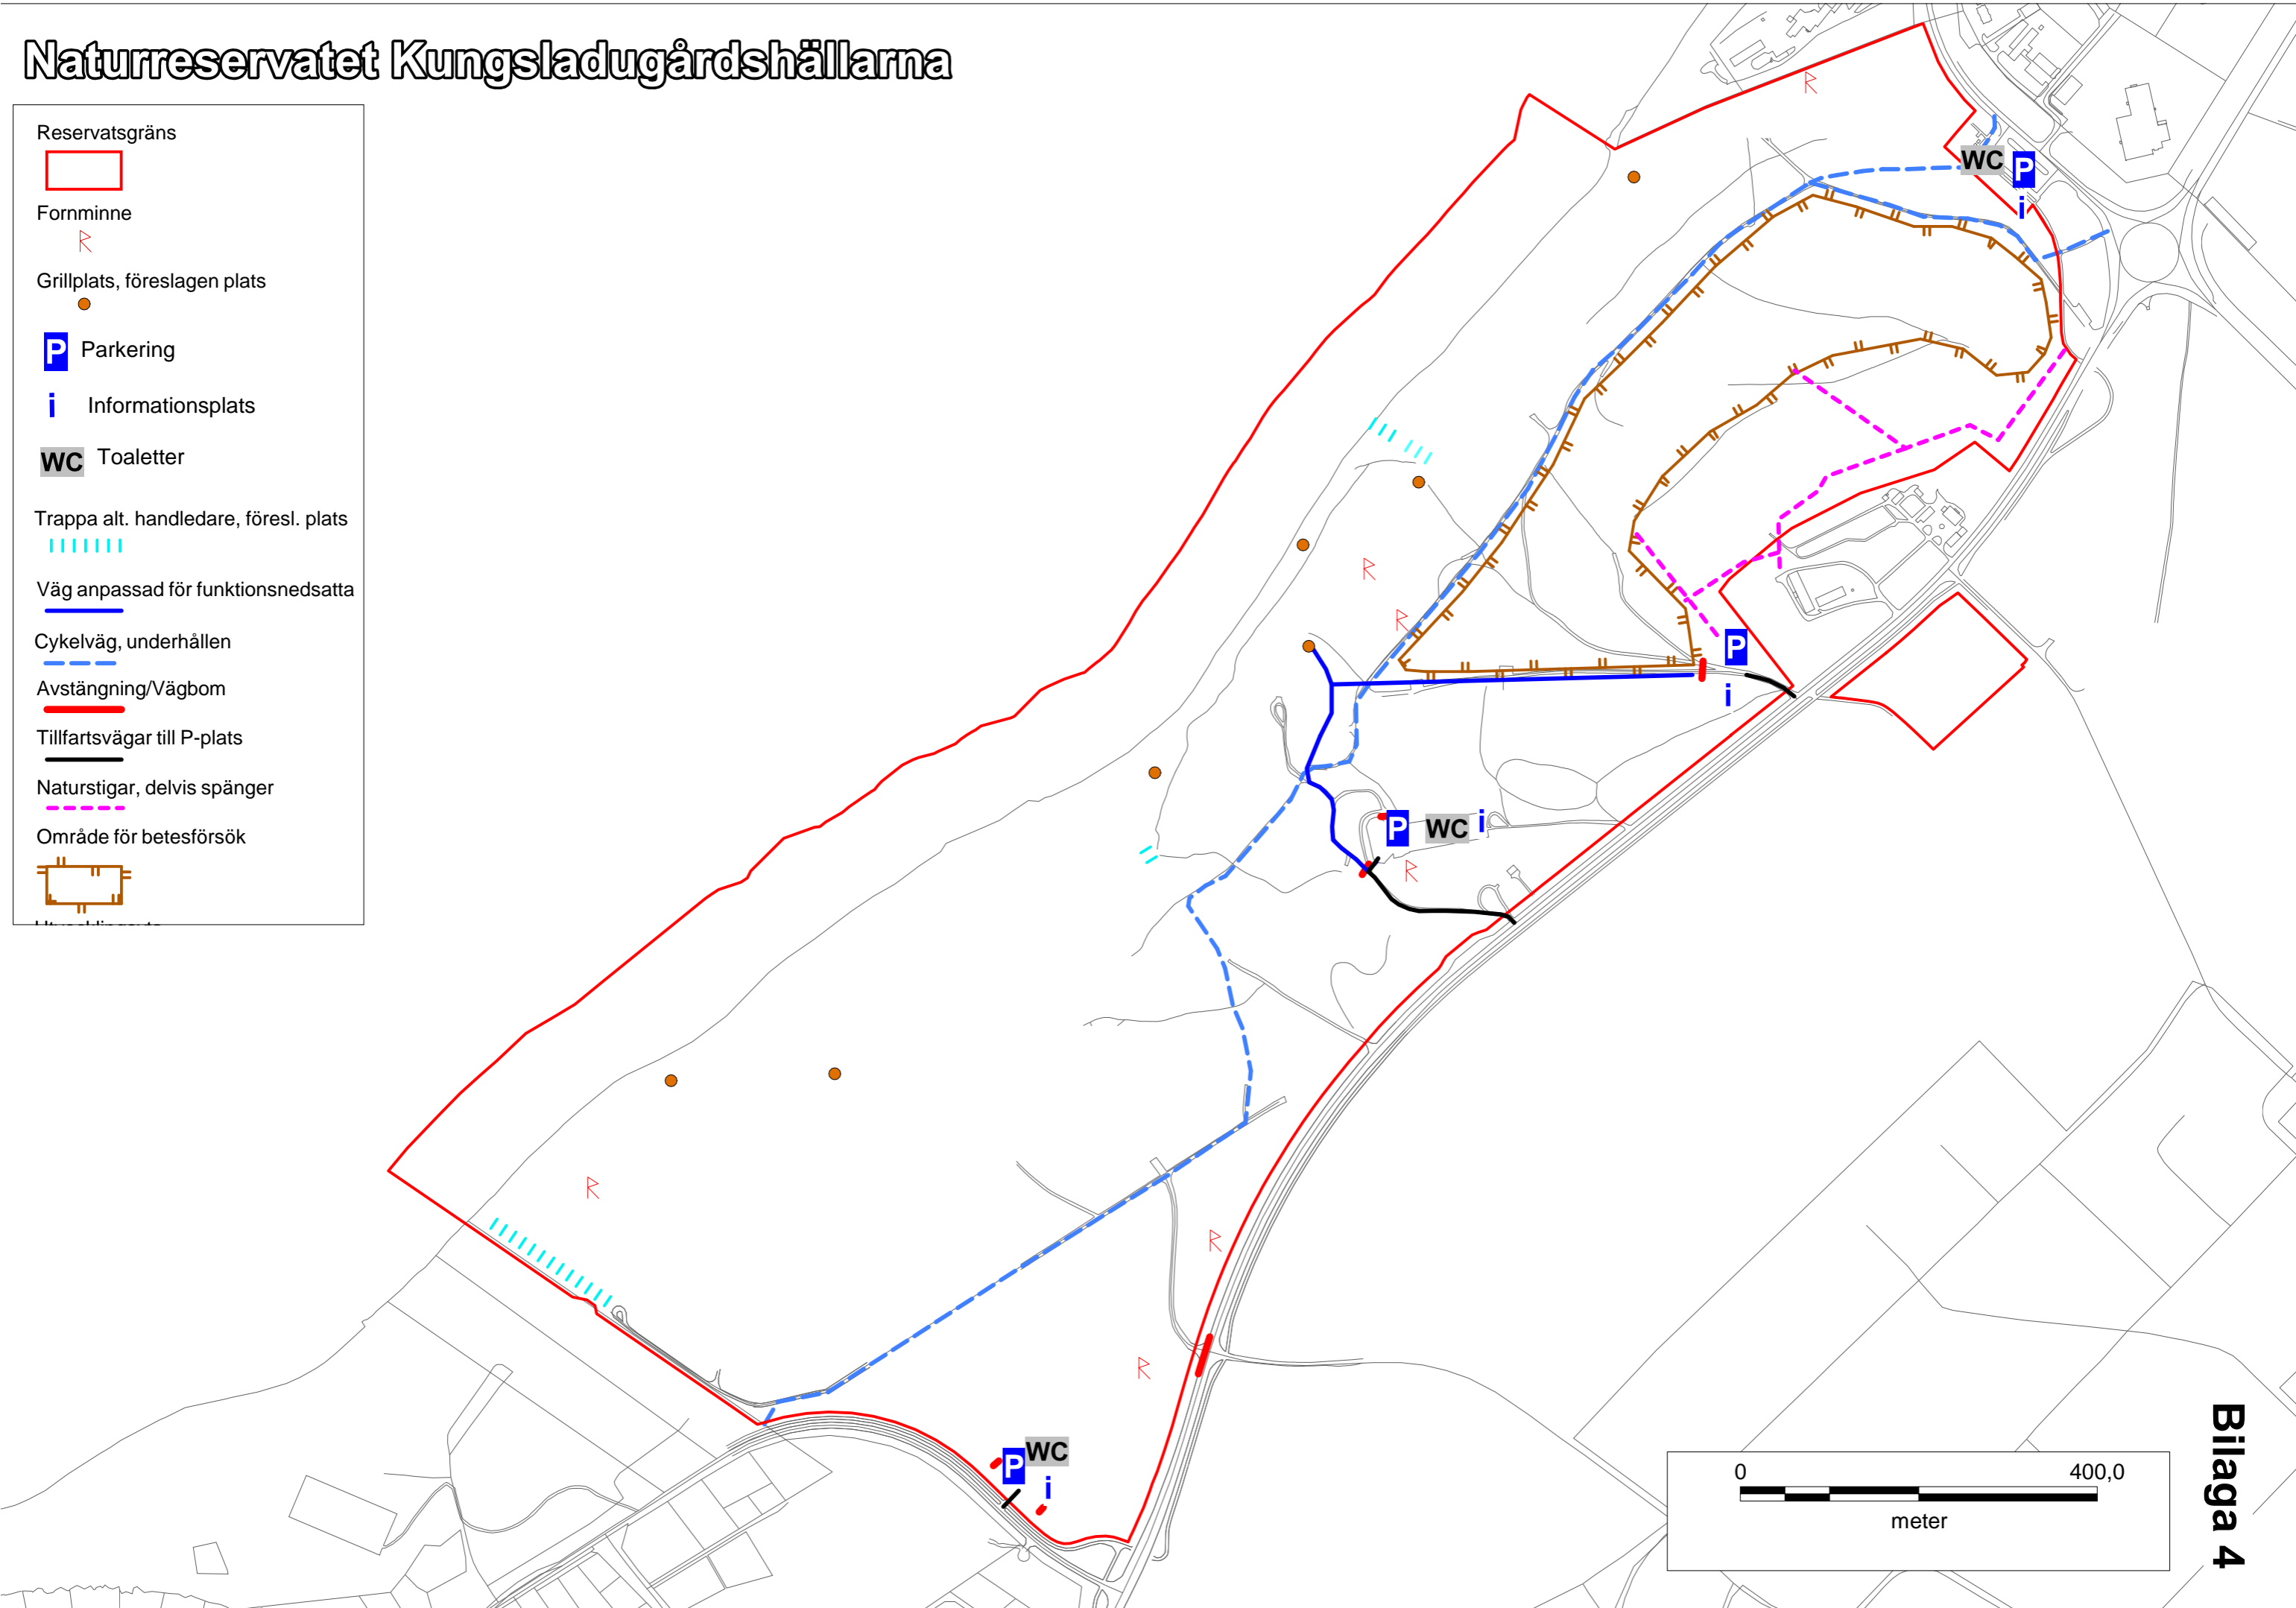 Naturreservatet Kungsladugårdshällarna
Reservatsgräns
Fornminne
R
Grillplats, föreslagen plats
P Parkering
i Informationsplats
WC Toaletter
Trappa alt. handledare, föresl. plats
Väg anpassad för funktionsnedsatta
Cykelväg, underhållen
Avstängning/Vägbom
Tillfartsvägar till P-plats
Naturstigar, delvis spänger
Område för betesförsök
R
WC P
i
R
R
P
i
P WC i
R
R
R
R
WC
P
i
0 400,0
meter
Bilaga 4